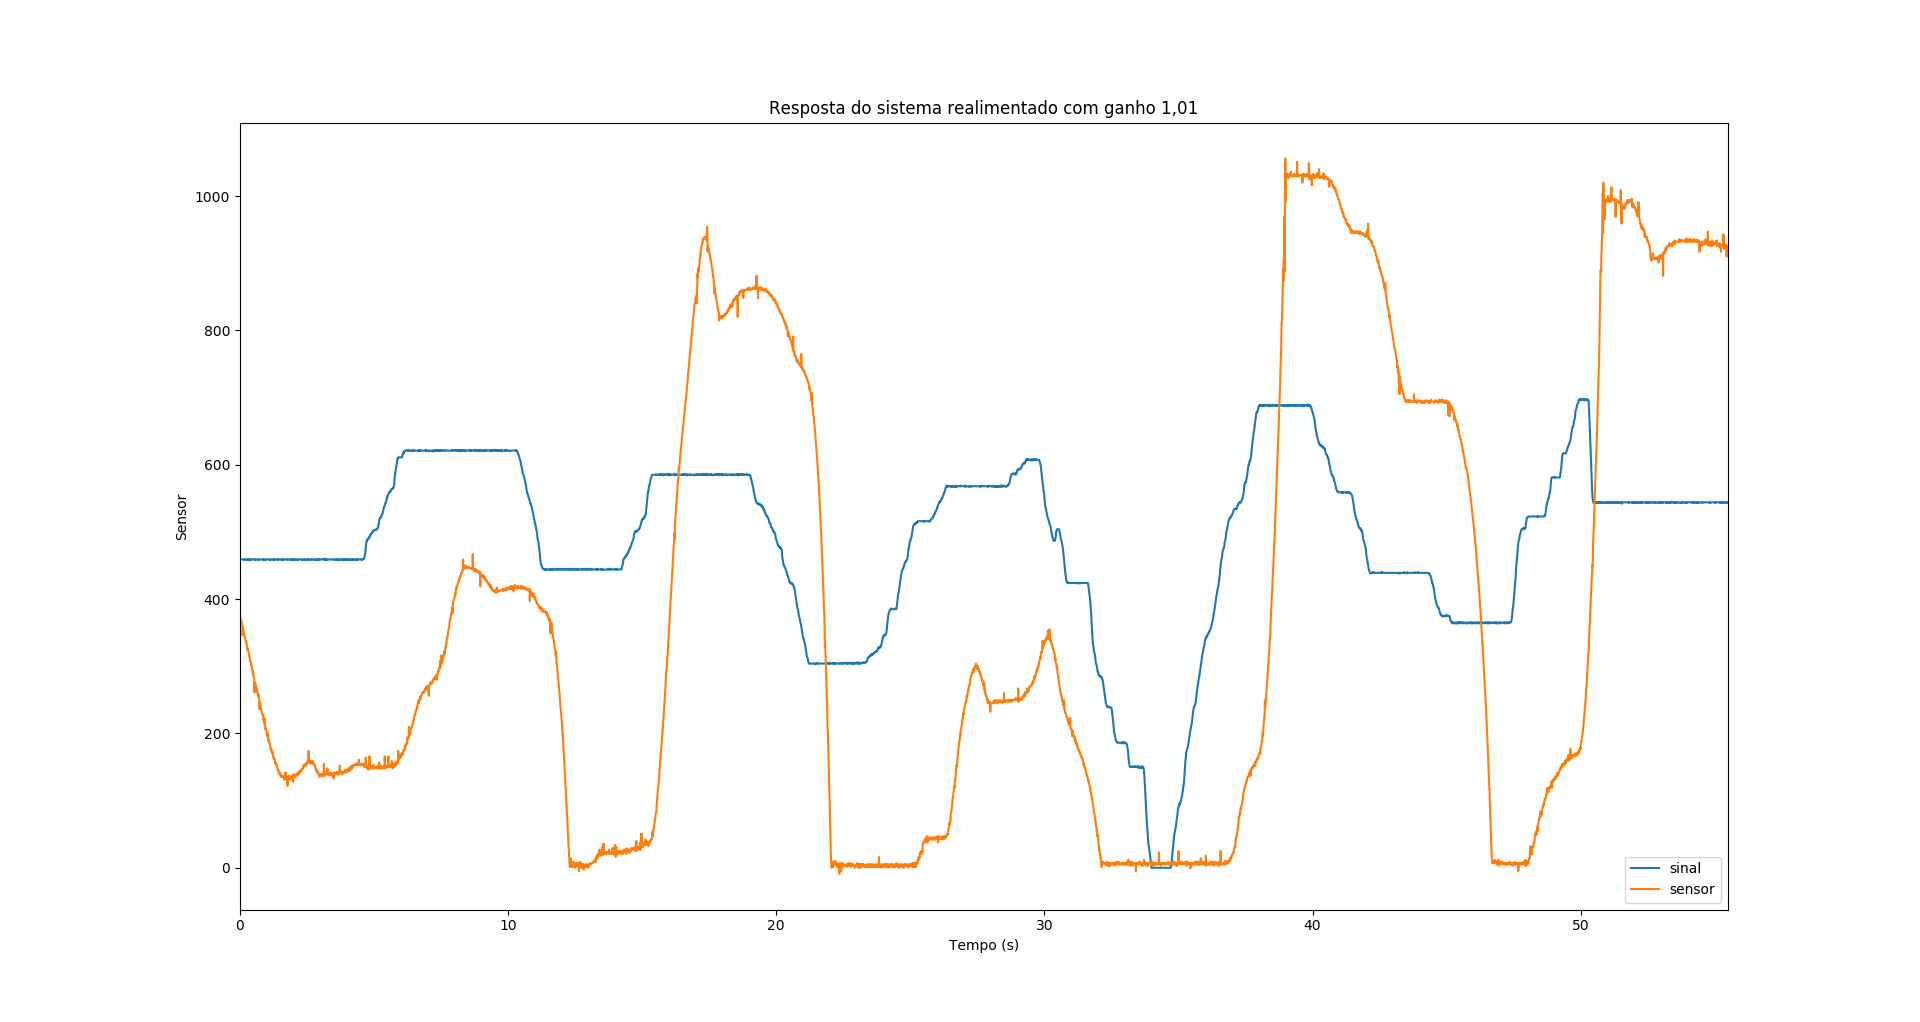 Resposta do sistema realimentado com ganho 1,01
1000
800
600
400
200
0
Sensor
0 10 20 30 40 50
Tempo (s)
sinal
sensor